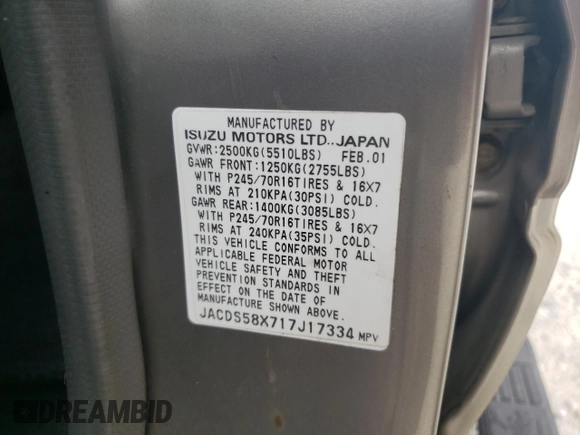 MANUFACTURED BY
ISUZU MOTORS LTD., JAPAN
GVWR:2500KG(5510LBS) FEB.01
GAWR FRONT:1250KG(2755LBS)
WITH P245/70R16TIRES & 16X7
RIMS AT 210KPA(30PSI) COLD.
GAWR REAR:1400KG(3085LBS)
WITH P245/70R16TIRES & 16X7
RIMS AT 240KPA(35PSI) COLD.
THIS VEHICLE CONFORMS TO ALL
APPLICABLE FEDERAL MOTOR
VEHICLE SAFETY AND THEFT
PREVENTION STANDARDS IN
EFFECT ON THE DATE OF
MANUFACTURE SHOWN ABOVE.
JACDS58X717J17334 MPV
DREAMBID